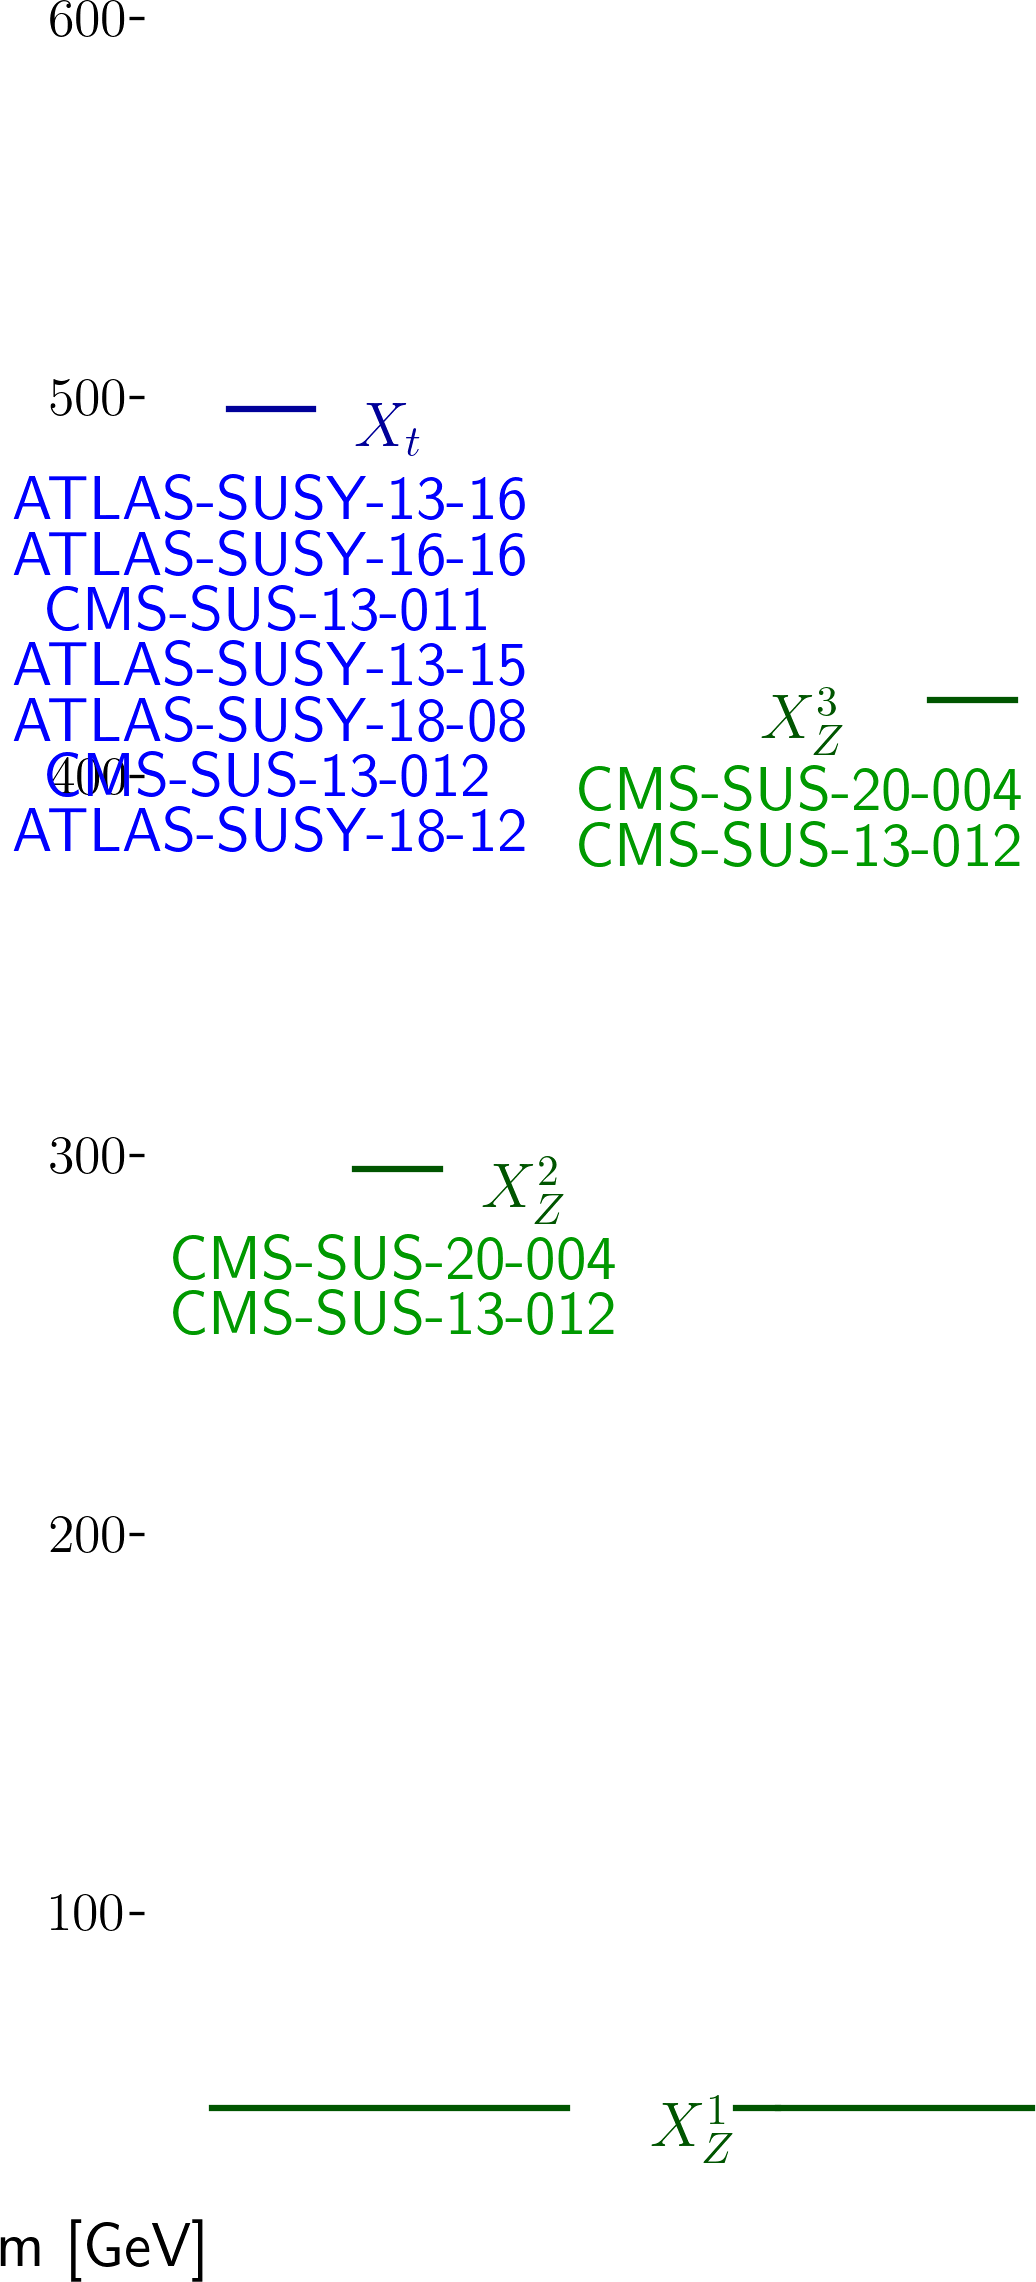 600
500
X_t
ATLAS-SUSY-13-16
ATLAS-SUSY-16-16
CMS-SUS-13-011
ATLAS-SUSY-13-15
ATLAS-SUSY-18-08
400
CMS-SUS-13-012
ATLAS-SUSY-18-12
X_Z^3
CMS-SUS-20-004
CMS-SUS-13-012
300
X_Z^2
CMS-SUS-20-004
CMS-SUS-13-012
200
100
X_Z^1
m [GeV]